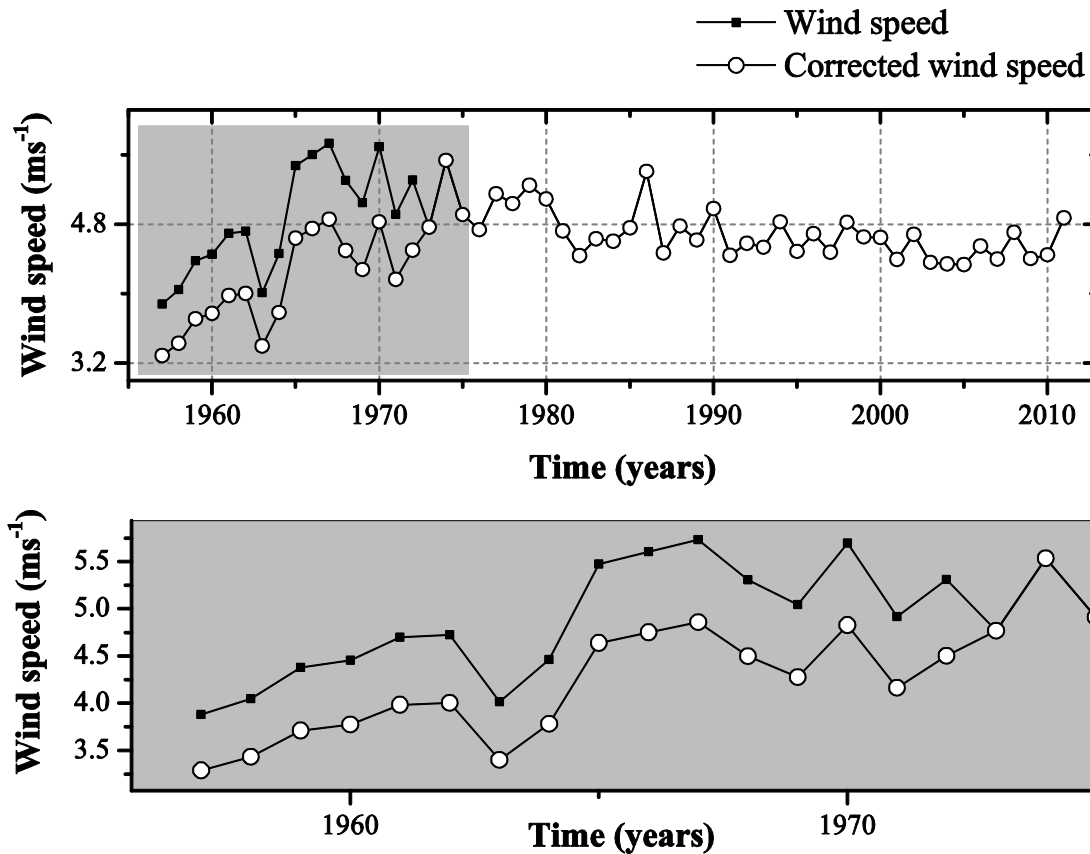 Wind speed
Corrected wind speed
Wind speed (ms⁻¹)
4.8
3.2
1960 1970 1980 1990 2000 2010
Time (years)
Wind speed (ms⁻¹)
5.5
5.0
4.5
4.0
3.5
1960 1970
Time (years)